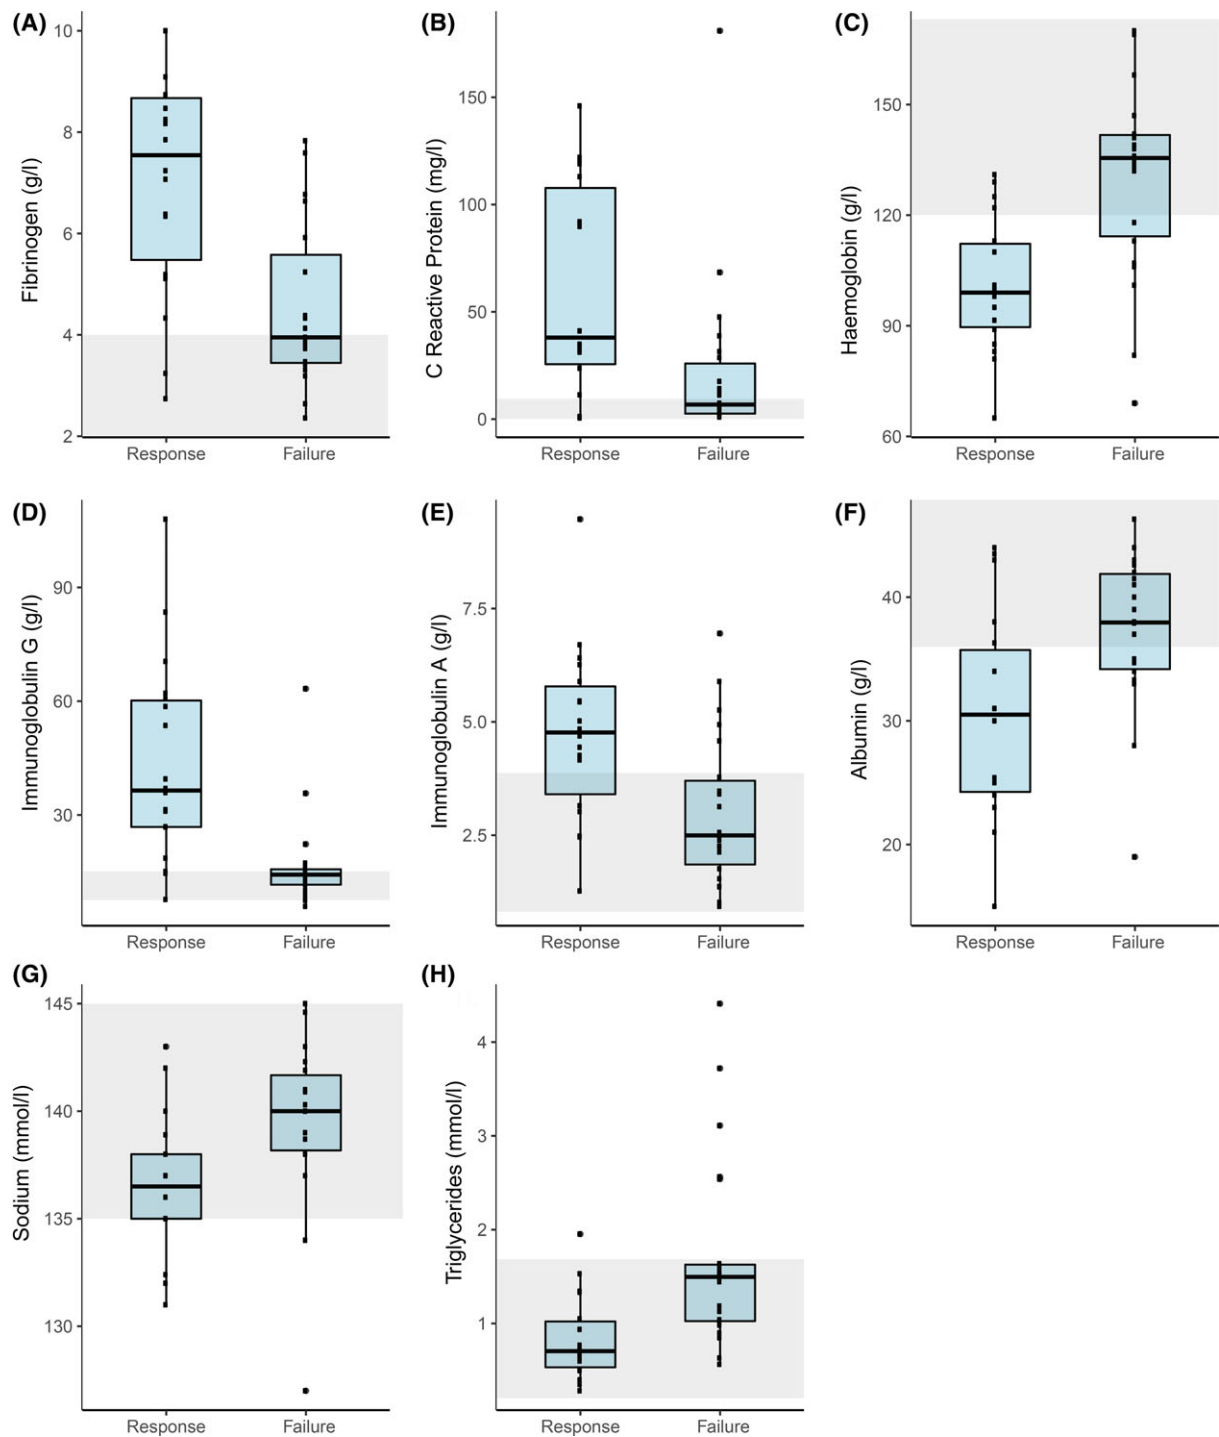 (A)
Fibrinogen (g/l)
10
8
6
4
2
Response
Failure
(B)
C Reactive Protein (mg/l)
150
100
50
0
Response
Failure
(C)
Haemoglobin (g/l)
150
120
90
60
Response
Failure
(D)
Immunoglobulin G (g/l)
90
60
30
Response
Failure
(E)
Immunoglobulin A (g/l)
7.5
5.0
2.5
Response
Failure
(F)
Albumin (g/l)
40
30
20
Response
Failure
(G)
Sodium (mmol/l)
145
140
135
130
Response
Failure
(H)
Triglycerides (mmol/l)
4
3
2
1
Response
Failure